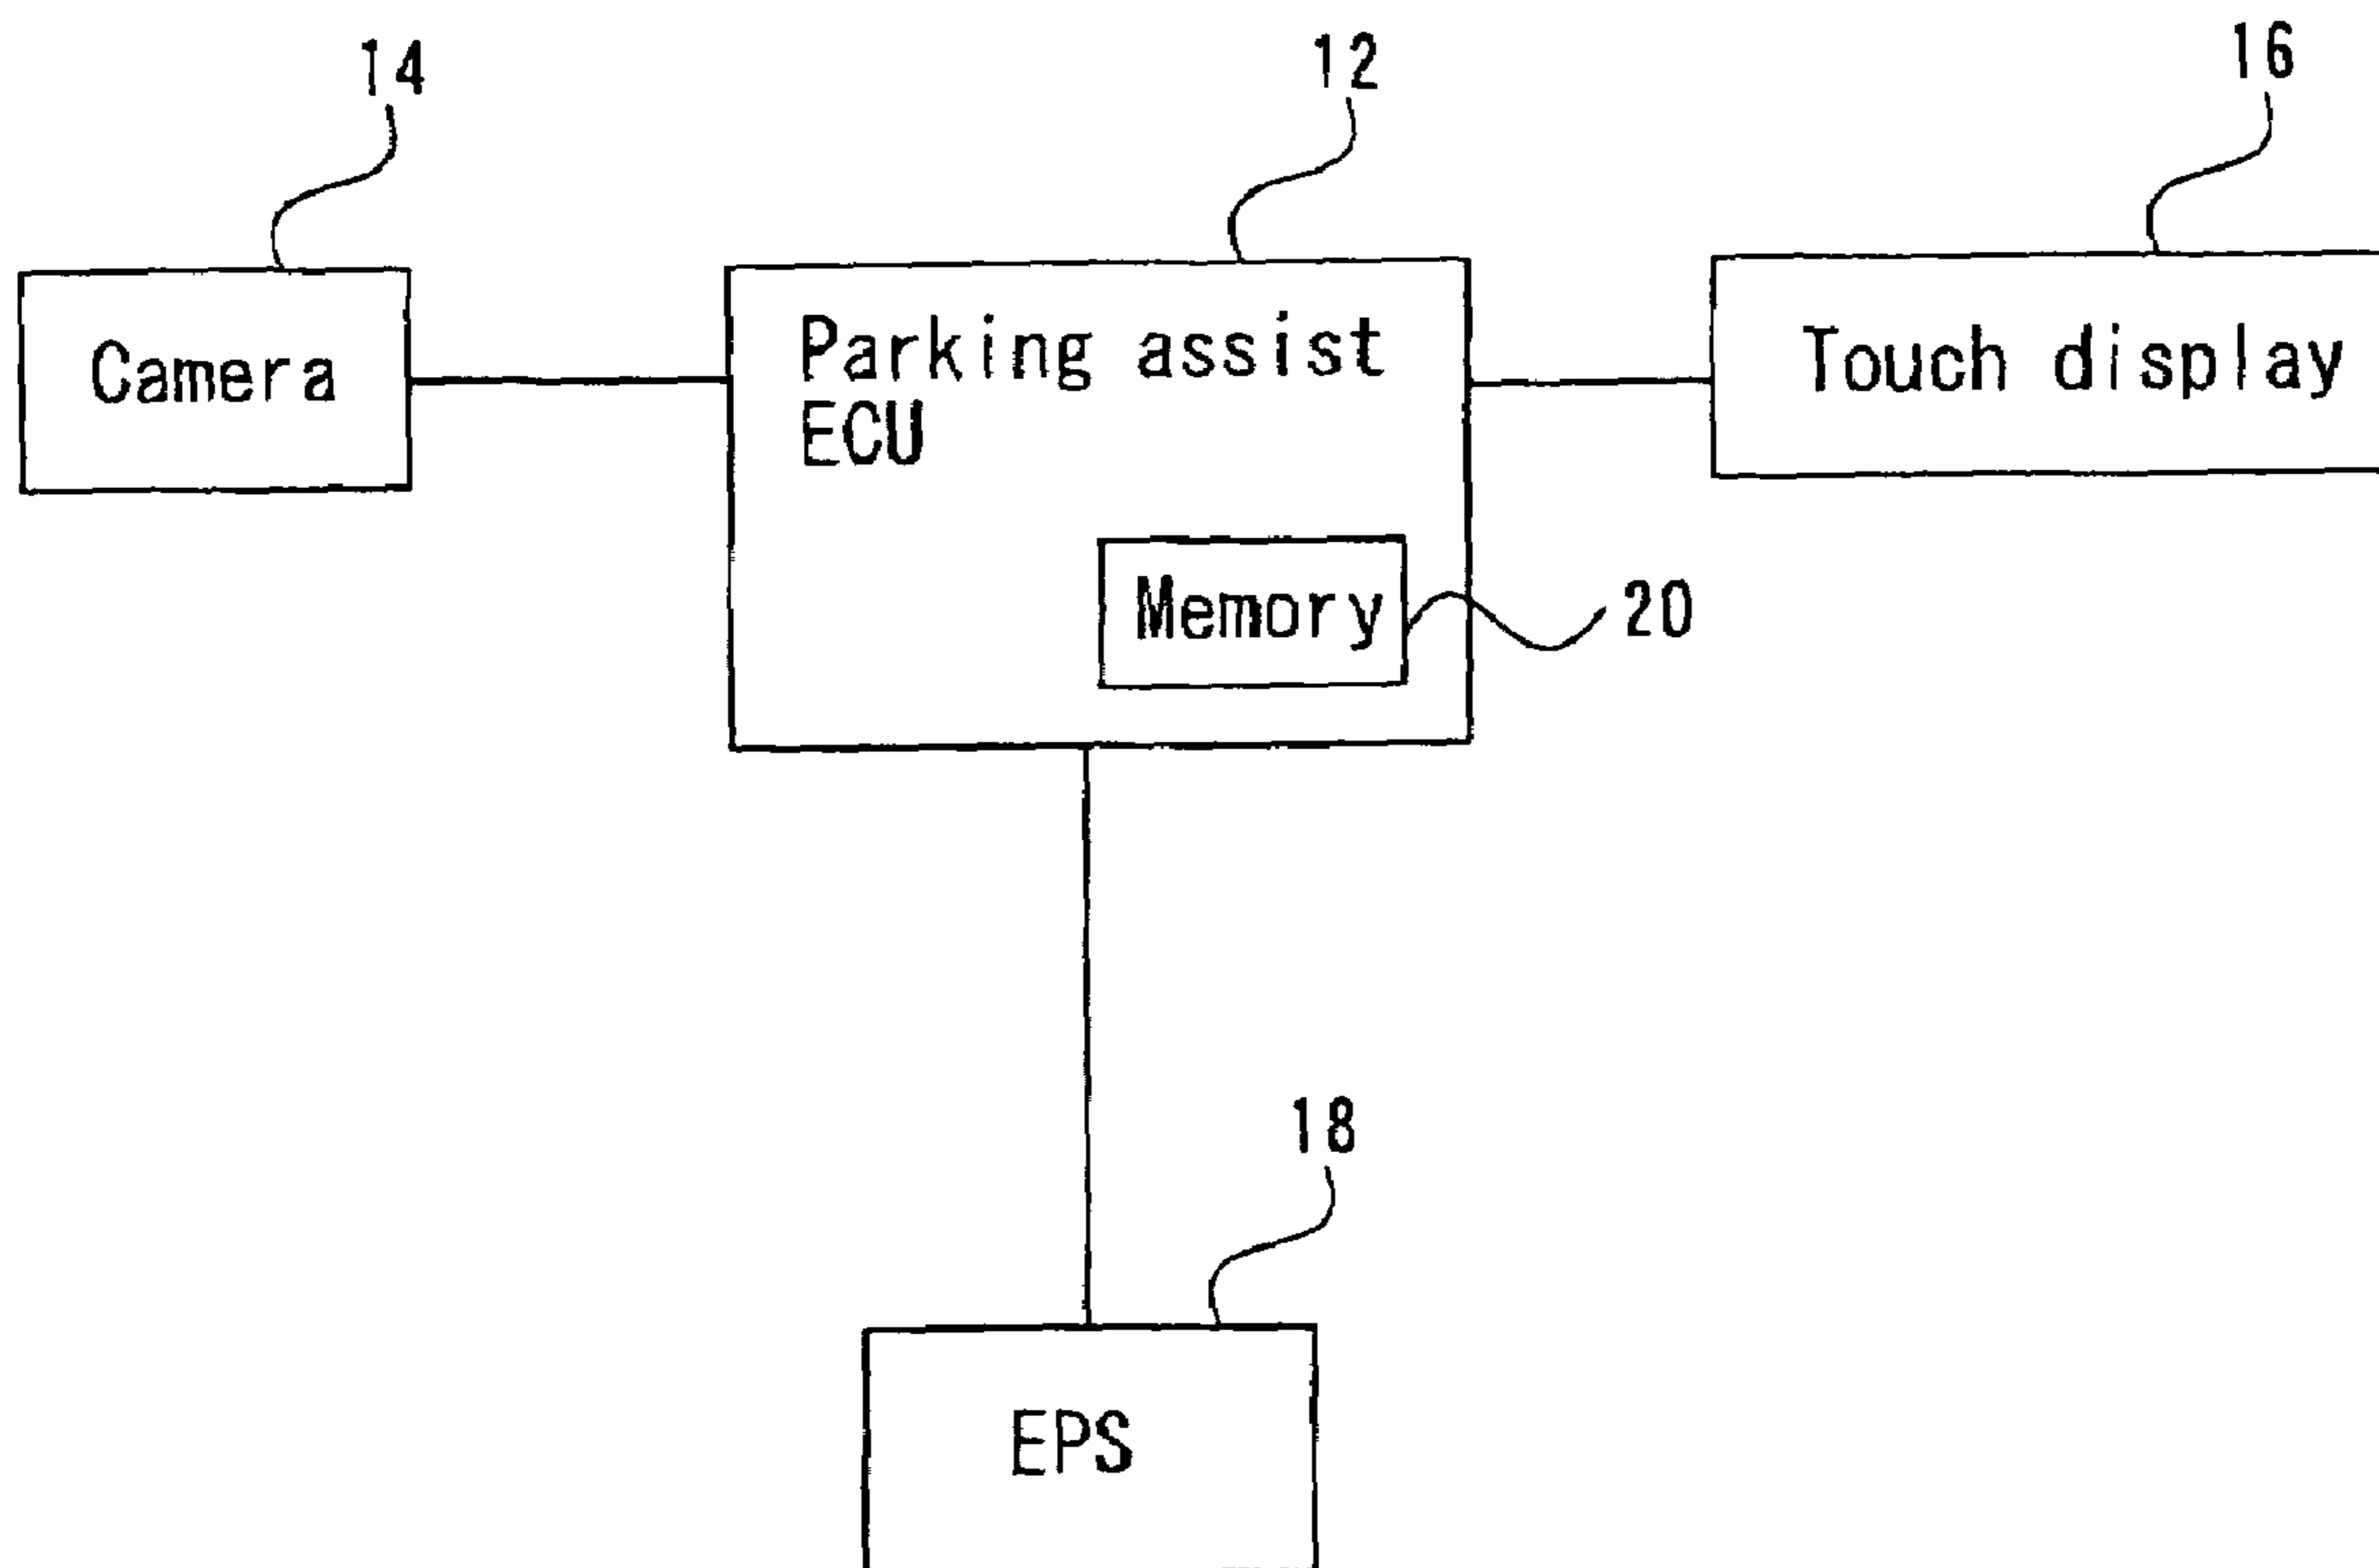 14
12
16
Camera
Parking assist
ECU
Touch display
Memory
20
18
EPS